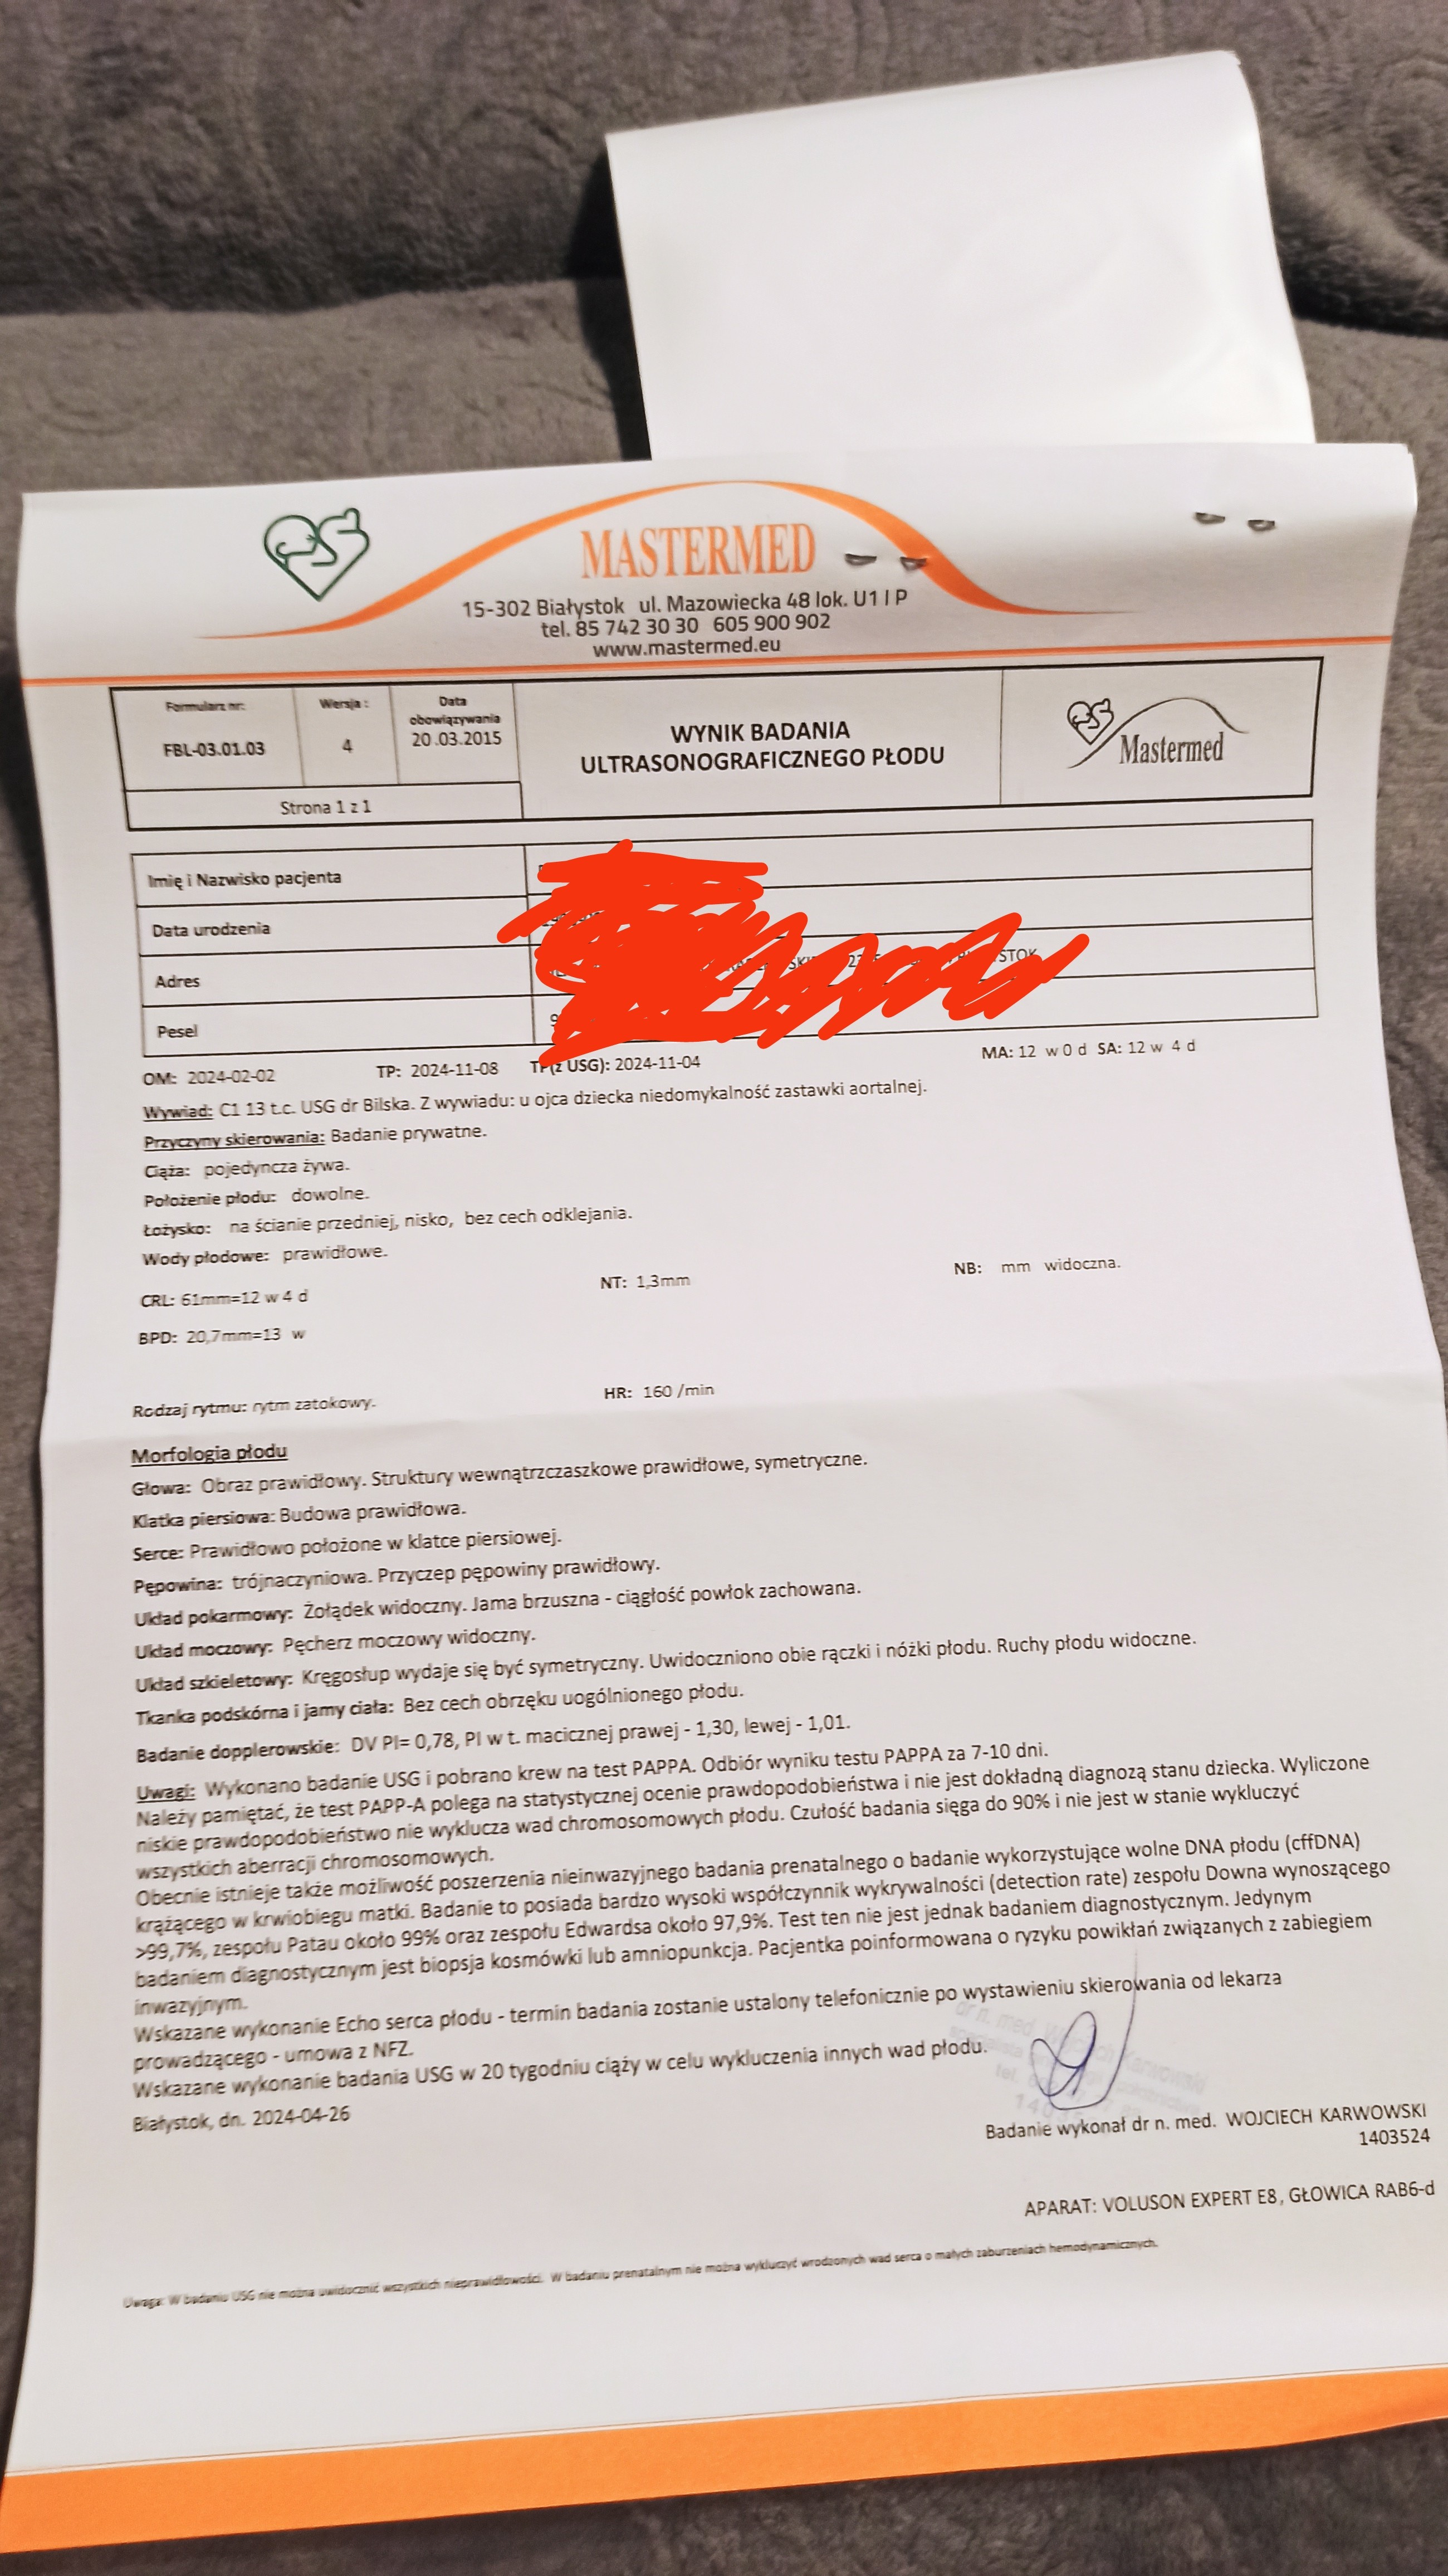 MASTERMED
15-302 Białystok ul. Mazowiecka 48 lok. U1 I P
tel. 85 742 30 30 605 900 902
www.mastermed.eu
Formularz nr:
FBL-03.01.03
Wersja :
4
Data
obowiązywania
20 .03.2015
Strona 1 z 1
WYNIK BADANIA
ULTRASONOGRAFICZNEGO PŁODU
Mastermed
Imię i Nazwisko pacjenta
Data urodzenia
Adres
Pesel
OM: 2024-02-02 TP: 2024-11-08 TP(z USG): 2024-11-04 MA: 12 w 0 d SA: 12 w 4 d
Wywiad: C1 13 t.c. USG dr Bilska. Z wywiadu: u ojca dziecka niedomykalność zastawki aortalnej.
Przyczyny skierowania: Badanie prywatne.
Ciąża: pojedyncza żywa.
Położenie płodu: dowolne.
Łożysko: na ścianie przedniej, nisko, bez cech odklejania.
Wody płodowe: prawidłowe.
CRL: 61mm=12 w 4 d NT: 1,3mm NB: mm widoczna.
BPD: 20,7mm=13 w
Rodzaj rytmu: rytm zatokowy. HR: 160 /min
Morfologia płodu
Głowa: Obraz prawidłowy. Struktury wewnątrzczaszkowe prawidłowe, symetryczne.
Klatka piersiowa: Budowa prawidłowa.
Serce: Prawidłowo położone w klatce piersiowej.
Pępowina: trójnaczyniowa. Przyczep pępowiny prawidłowy.
Układ pokarmowy: Żołądek widoczny. Jama brzuszna - ciągłość powłok zachowana.
Układ moczowy: Pęcherz moczowy widoczny.
Układ szkieletowy: Kręgosłup wydaje się być symetryczny. Uwidoczniono obie rączki i nóżki płodu. Ruchy płodu widoczne.
Tkanka podskórna i jamy ciała: Bez cech obrzęku uogólnionego płodu.
Badanie dopplerowskie: DV PI= 0,78, PI w t. macicznej prawej - 1,30, lewej - 1,01.
Uwagi: Wykonano badanie USG i pobrano krew na test PAPPA. Odbiór wyniku testu PAPPA za 7-10 dni.
Należy pamiętać, że test PAPP-A polega na statystycznej ocenie prawdopodobieństwa i nie jest dokładną diagnozą stanu dziecka. Wyliczone
niskie prawdopodobieństwo nie wyklucza wad chromosomowych płodu. Czułość badania sięga do 90% i nie jest w stanie wykluczyć
wszystkich aberracji chromosomowych.
Obecnie istnieje także możliwość poszerzenia nieinwazyjnego badania prenatalnego o badanie wykorzystujące wolne DNA płodu (cffDNA)
krążącego w krwiobiegu matki. Badanie to posiada bardzo wysoki współczynnik wykrywalności (detection rate) zespołu Downa wynoszącego
>99,7%, zespołu Patau około 99% oraz zespołu Edwardsa około 97,9%. Test ten nie jest jednak badaniem diagnostycznym. Jedynym
badaniem diagnostycznym jest biopsja kosmówki lub amniopunkcja. Pacjentka poinformowana o ryzyku powikłań związanych z zabiegiem
inwazyjnym.
Wskazane wykonanie Echo serca płodu - termin badania zostanie ustalony telefonicznie po wystawieniu skierowania od lekarza
prowadzącego - umowa z NFZ.
Wskazane wykonanie badania USG w 20 tygodniu ciąży w celu wykluczenia innych wad płodu.
Białystok, dn. 2024-04-26
Badanie wykonał dr n. med. WOJCIECH KARWOWSKI
1403524
APARAT: VOLUSON EXPERT E8, GŁOWICA RAB6-d
Uwaga: W badaniu USG nie można uwidocznić wszystkich nieprawidłowości. W badaniu prenatalnym nie można wykluczyć wrodzonych wad serca o małych zaburzeniach hemodynamicznych.